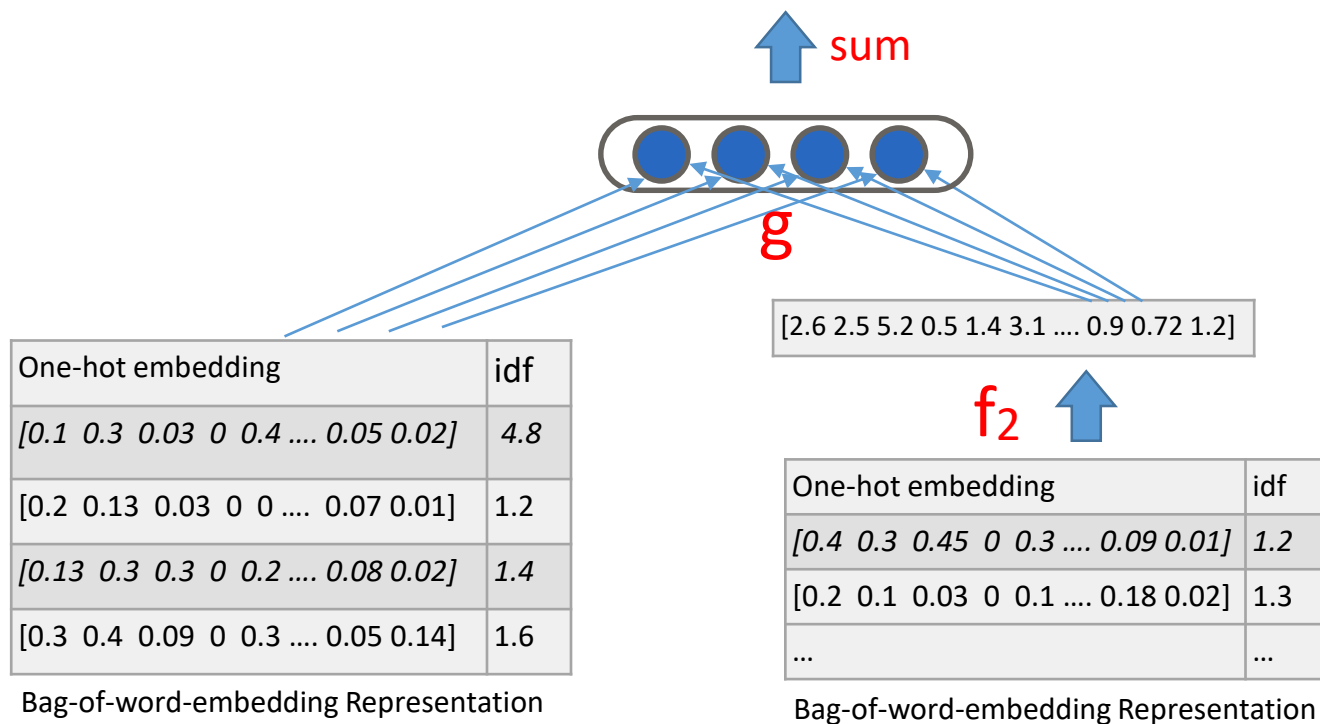 sum
g
[2.6 2.5 5.2 0.5 1.4 3.1 .... 0.9 0.72 1.2]
f2
One-hot embedding idf
[0.1 0.3 0.03 0 0.4 .... 0.05 0.02] 4.8
[0.2 0.13 0.03 0 0 .... 0.07 0.01] 1.2
[0.13 0.3 0.3 0 0.2 .... 0.08 0.02] 1.4
[0.3 0.4 0.09 0 0.3 .... 0.05 0.14] 1.6
Bag-of-word-embedding Representation
One-hot embedding idf
[0.4 0.3 0.45 0 0.3 .... 0.09 0.01] 1.2
[0.2 0.1 0.03 0 0.1 .... 0.18 0.02] 1.3
... ...
Bag-of-word-embedding Representation